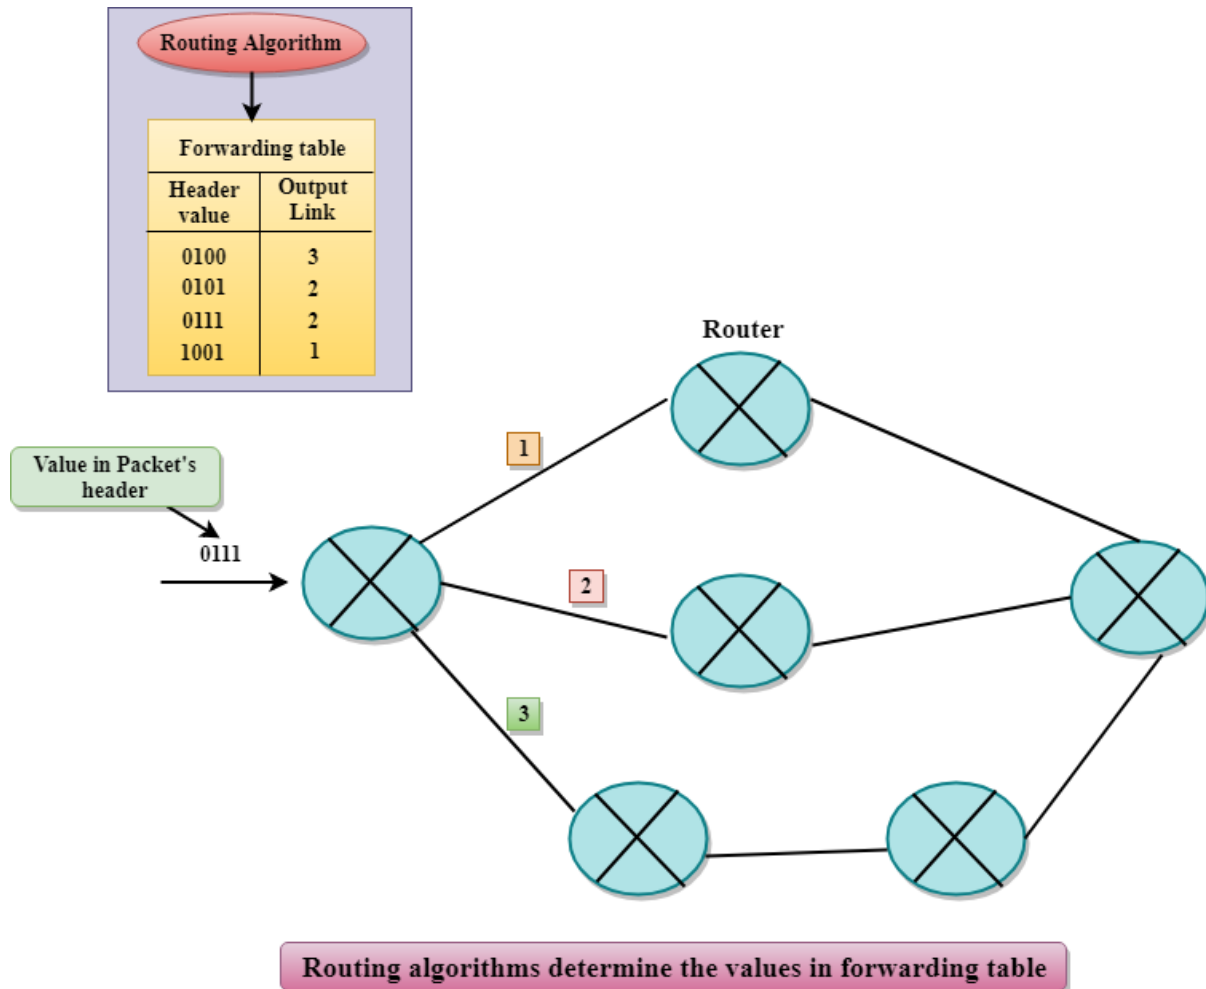 Routing Algorithm
Forwarding table
Header
value
Output
Link
0100 3
0101 2
0111 2
1001 1
Router
1
Value in Packet's
header
0111
2
3
Routing algorithms determine the values in forwarding table